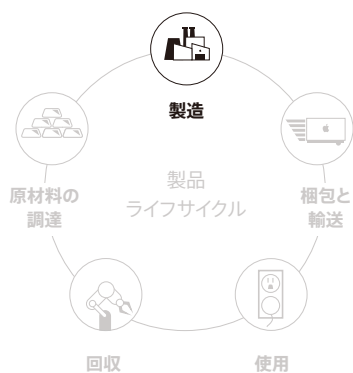 製造
原材料の
調達
製品
ライフサイクル
梱包と
輸送
回収
使用